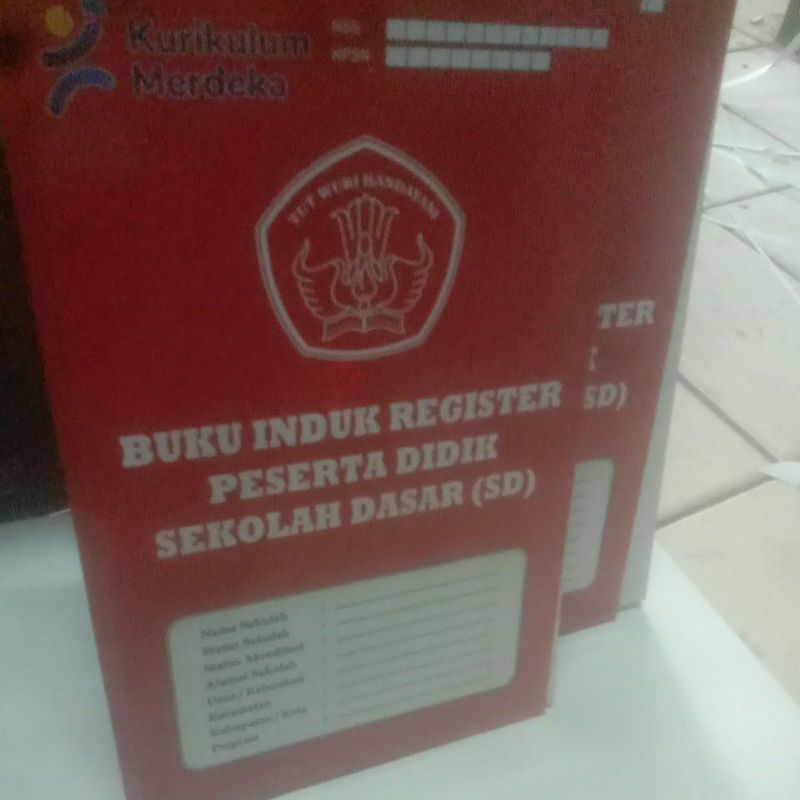 Kurikulum
Merdeka
NSS
NPSN
TUT WURI HANDAYANI
BUKU INDUK REGISTER
PESERTA DIDIK
SEKOLAH DASAR (SD)
Nama Sekolah :
Status Sekolah :
Status Akreditasi :
Alamat Sekolah :
Desa / Kelurahan :
Kecamatan :
Kabupaten / Kota :
Propinsi :
TER
K
SD)